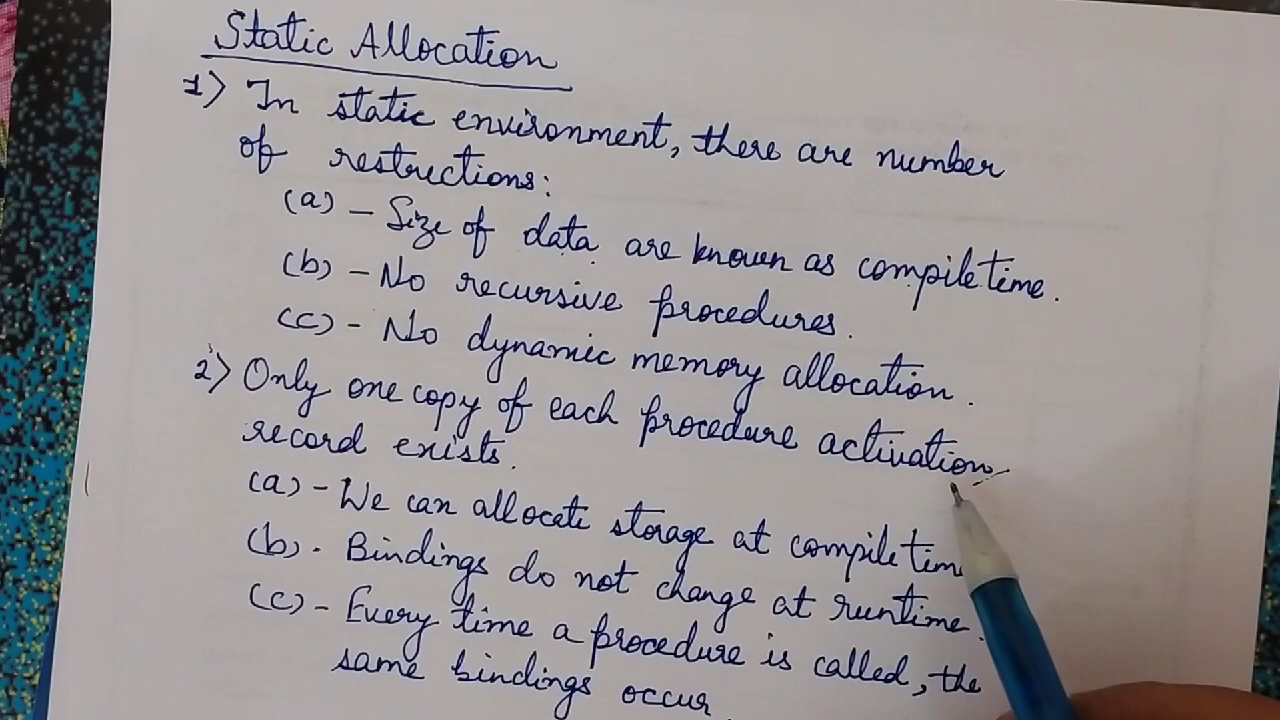 Static Allocation
1) In static environment, there are number
of restrictions:
(a) - Size of data are known as compile time.
(b) - No recursive procedures.
(c) - No dynamic memory allocation.
2) Only one copy of each procedure activation
record exists.
(a) - We can allocate storage at compile tim
(b). Bindings do not change at runtime.
(c) - Every time a procedure is called, the
same bindings occur.